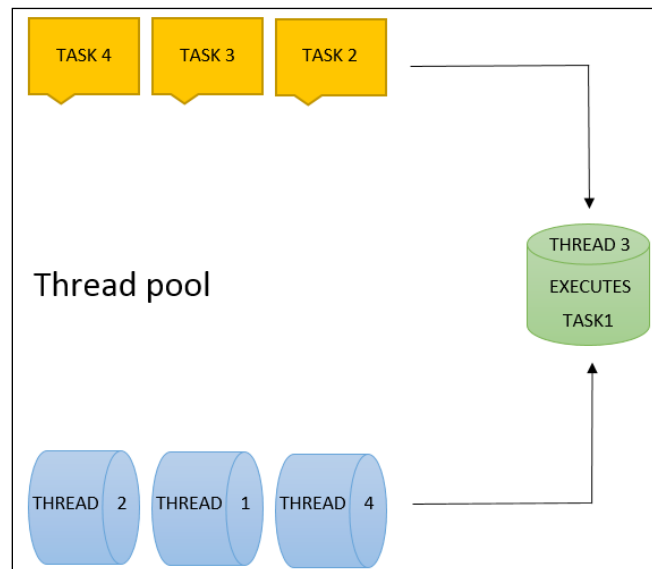 TASK 4
TASK 3
TASK 2
THREAD 3
EXECUTES
TASK1
Thread pool
THREAD 2
THREAD 1
THREAD 4